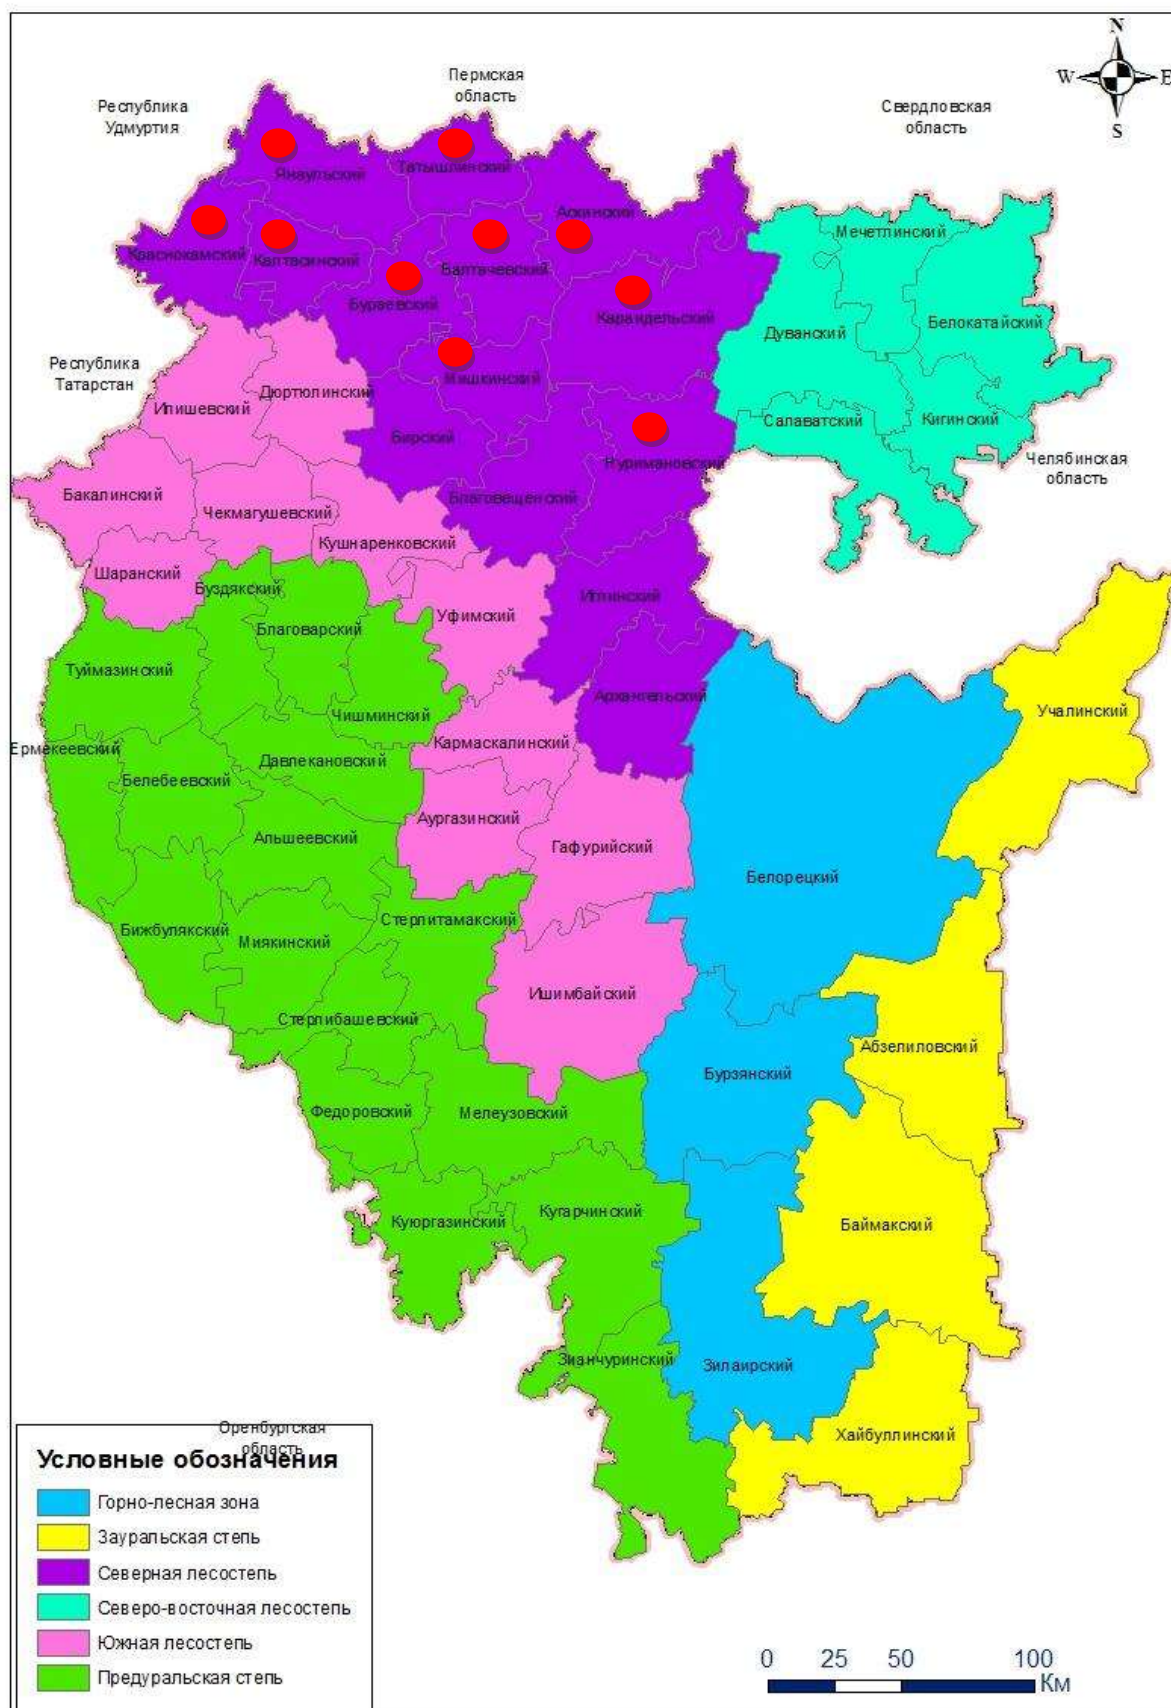 N
W
E
S
Пермская
область
Республика
Удмуртия
Свердловская
область
Янаульский
Татышлинский
Аскинский
Краснокамский
Калтасинский
Балтачевский
Мечетлинский
Бураевский
Караидельский
Белокатайский
Дуванский
Республика
Татарстан
Мишкинский
Дюртюлинский
Илишевский
Салаватский
Кигинский
Бирский
Нуримановский
Челябинская
область
Бакалинский
Благовещенский
Чекмагушевский
Кушнаренковский
Шаранский
Буздякский
Иглинский
Уфимский
Благоварский
Туймазинский
Архангельский
Учалинский
Чишминский
Кармаскалинский
Ермекеевский
Белебеевский
Давлекановский
Аургазинский
Альшеевский
Гафурийский
Белорецкий
Стерлитамакский
Бижбулякский
Миякинский
Ишимбайский
Стерлибашевский
Абзелиловский
Бурзянский
Федоровский
Мелеузовский
Куюргазинский
Кугарчинский
Баймакский
Зианчуринский
Зилаирский
Хайбуллинский
Оренбургская
область
Условные обозначения
Горно-лесная зона
Зауральская степь
Северная лесостепь
Северо-восточная лесостепь
Южная лесостепь
Предуральская степь
0 25 50 100
Км